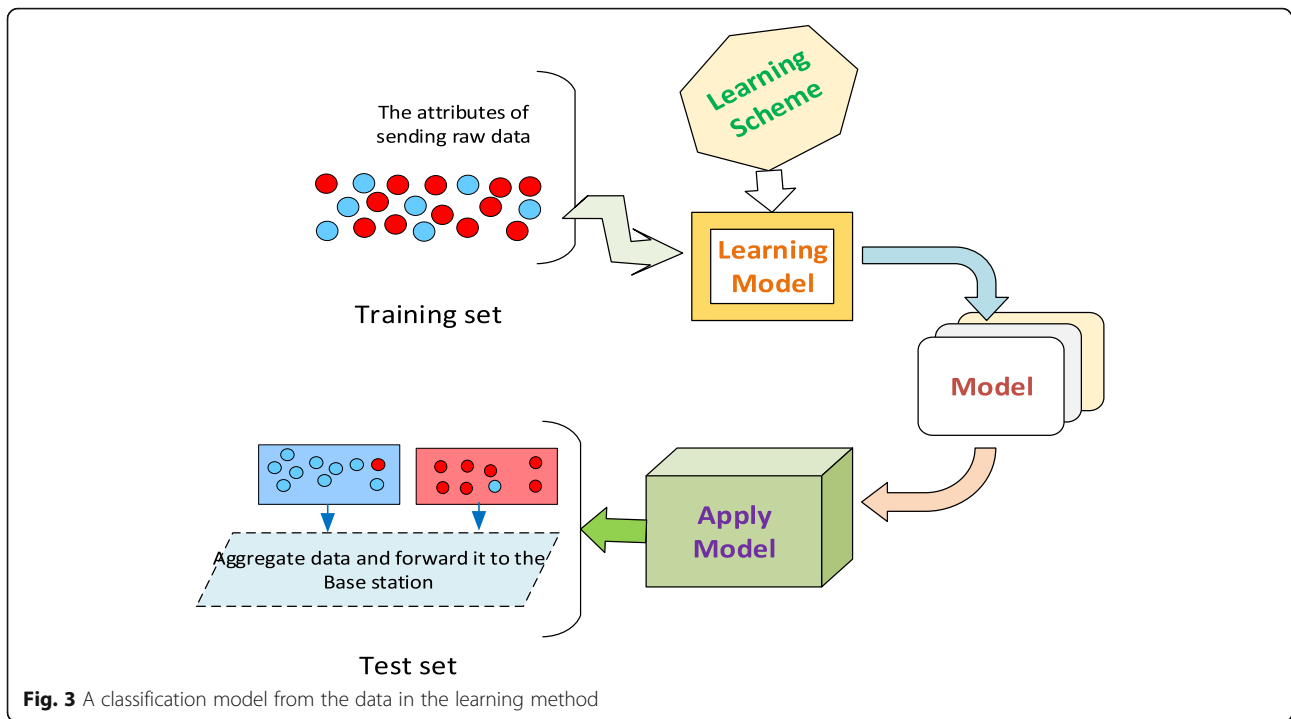 The attributes of
sending raw data
Training set
Learning
Scheme
Learning
Model
Model
Apply
Model
Aggregate data and forward it to the
Base station
Test set
Fig. 3 A classification model from the data in the learning method